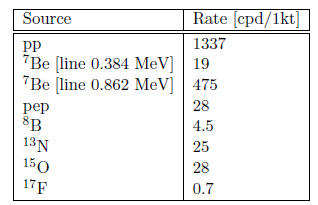 Source Rate [cpd/1kt]
pp 1337
⁷Be [line 0.384 MeV] 19
⁷Be [line 0.862 MeV] 475
pep 28
⁸B 4.5
¹³N 25
¹⁵O 28
¹⁷F 0.7